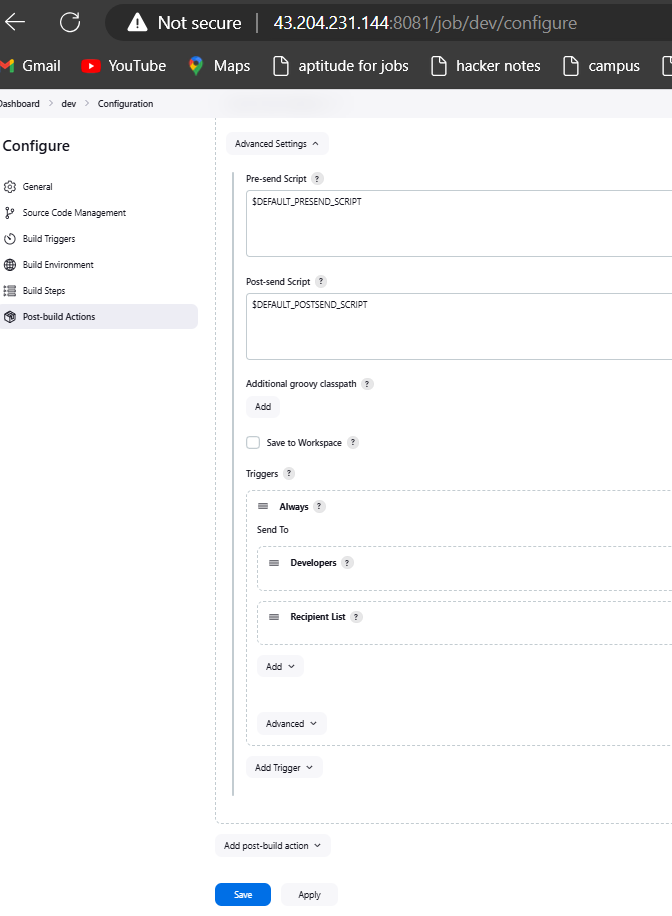 Not secure 43.204.231.144:8081/job/dev/configure
Gmail YouTube Maps aptitude for jobs hacker notes campus
Dashboard > dev > Configuration
Configure
General
Source Code Management
Build Triggers
Build Environment
Build Steps
Post-build Actions
Advanced Settings
Pre-send Script ?
$DEFAULT_PRESEND_SCRIPT
Post-send Script ?
$DEFAULT_POSTSEND_SCRIPT
Additional groovy classpath ?
Add
Save to Workspace ?
Triggers ?
Always ?
Send To
Developers ?
Recipient List ?
Add
Advanced
Add Trigger
Add post-build action
Save Apply